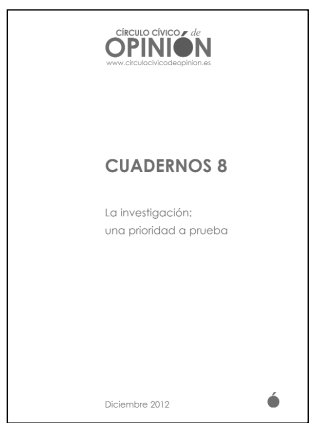 CÍRCULO CÍVICO de
OPINIÓN
www.circulocivicodeopinion.es
CUADERNOS 8
La investigación:
una prioridad a prueba
Diciembre 2012